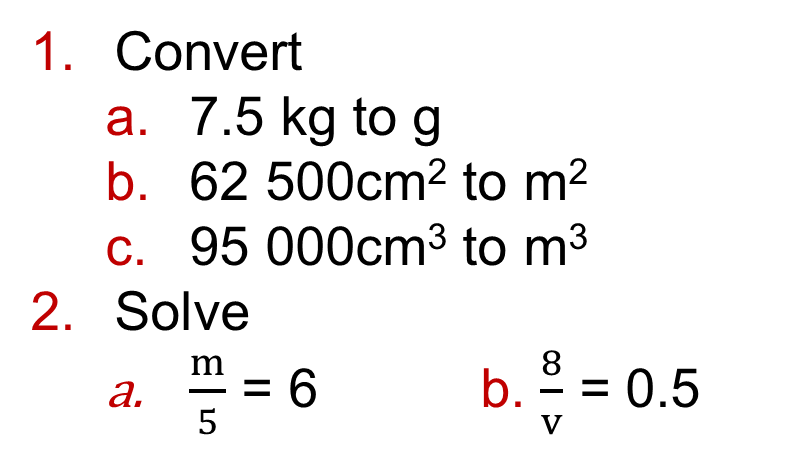 1. Convert
a. 7.5 kg to g
b. 62 500cm² to m²
c. 95 000cm³ to m³
2. Solve
a. m/5 = 6 b. 8/v = 0.5